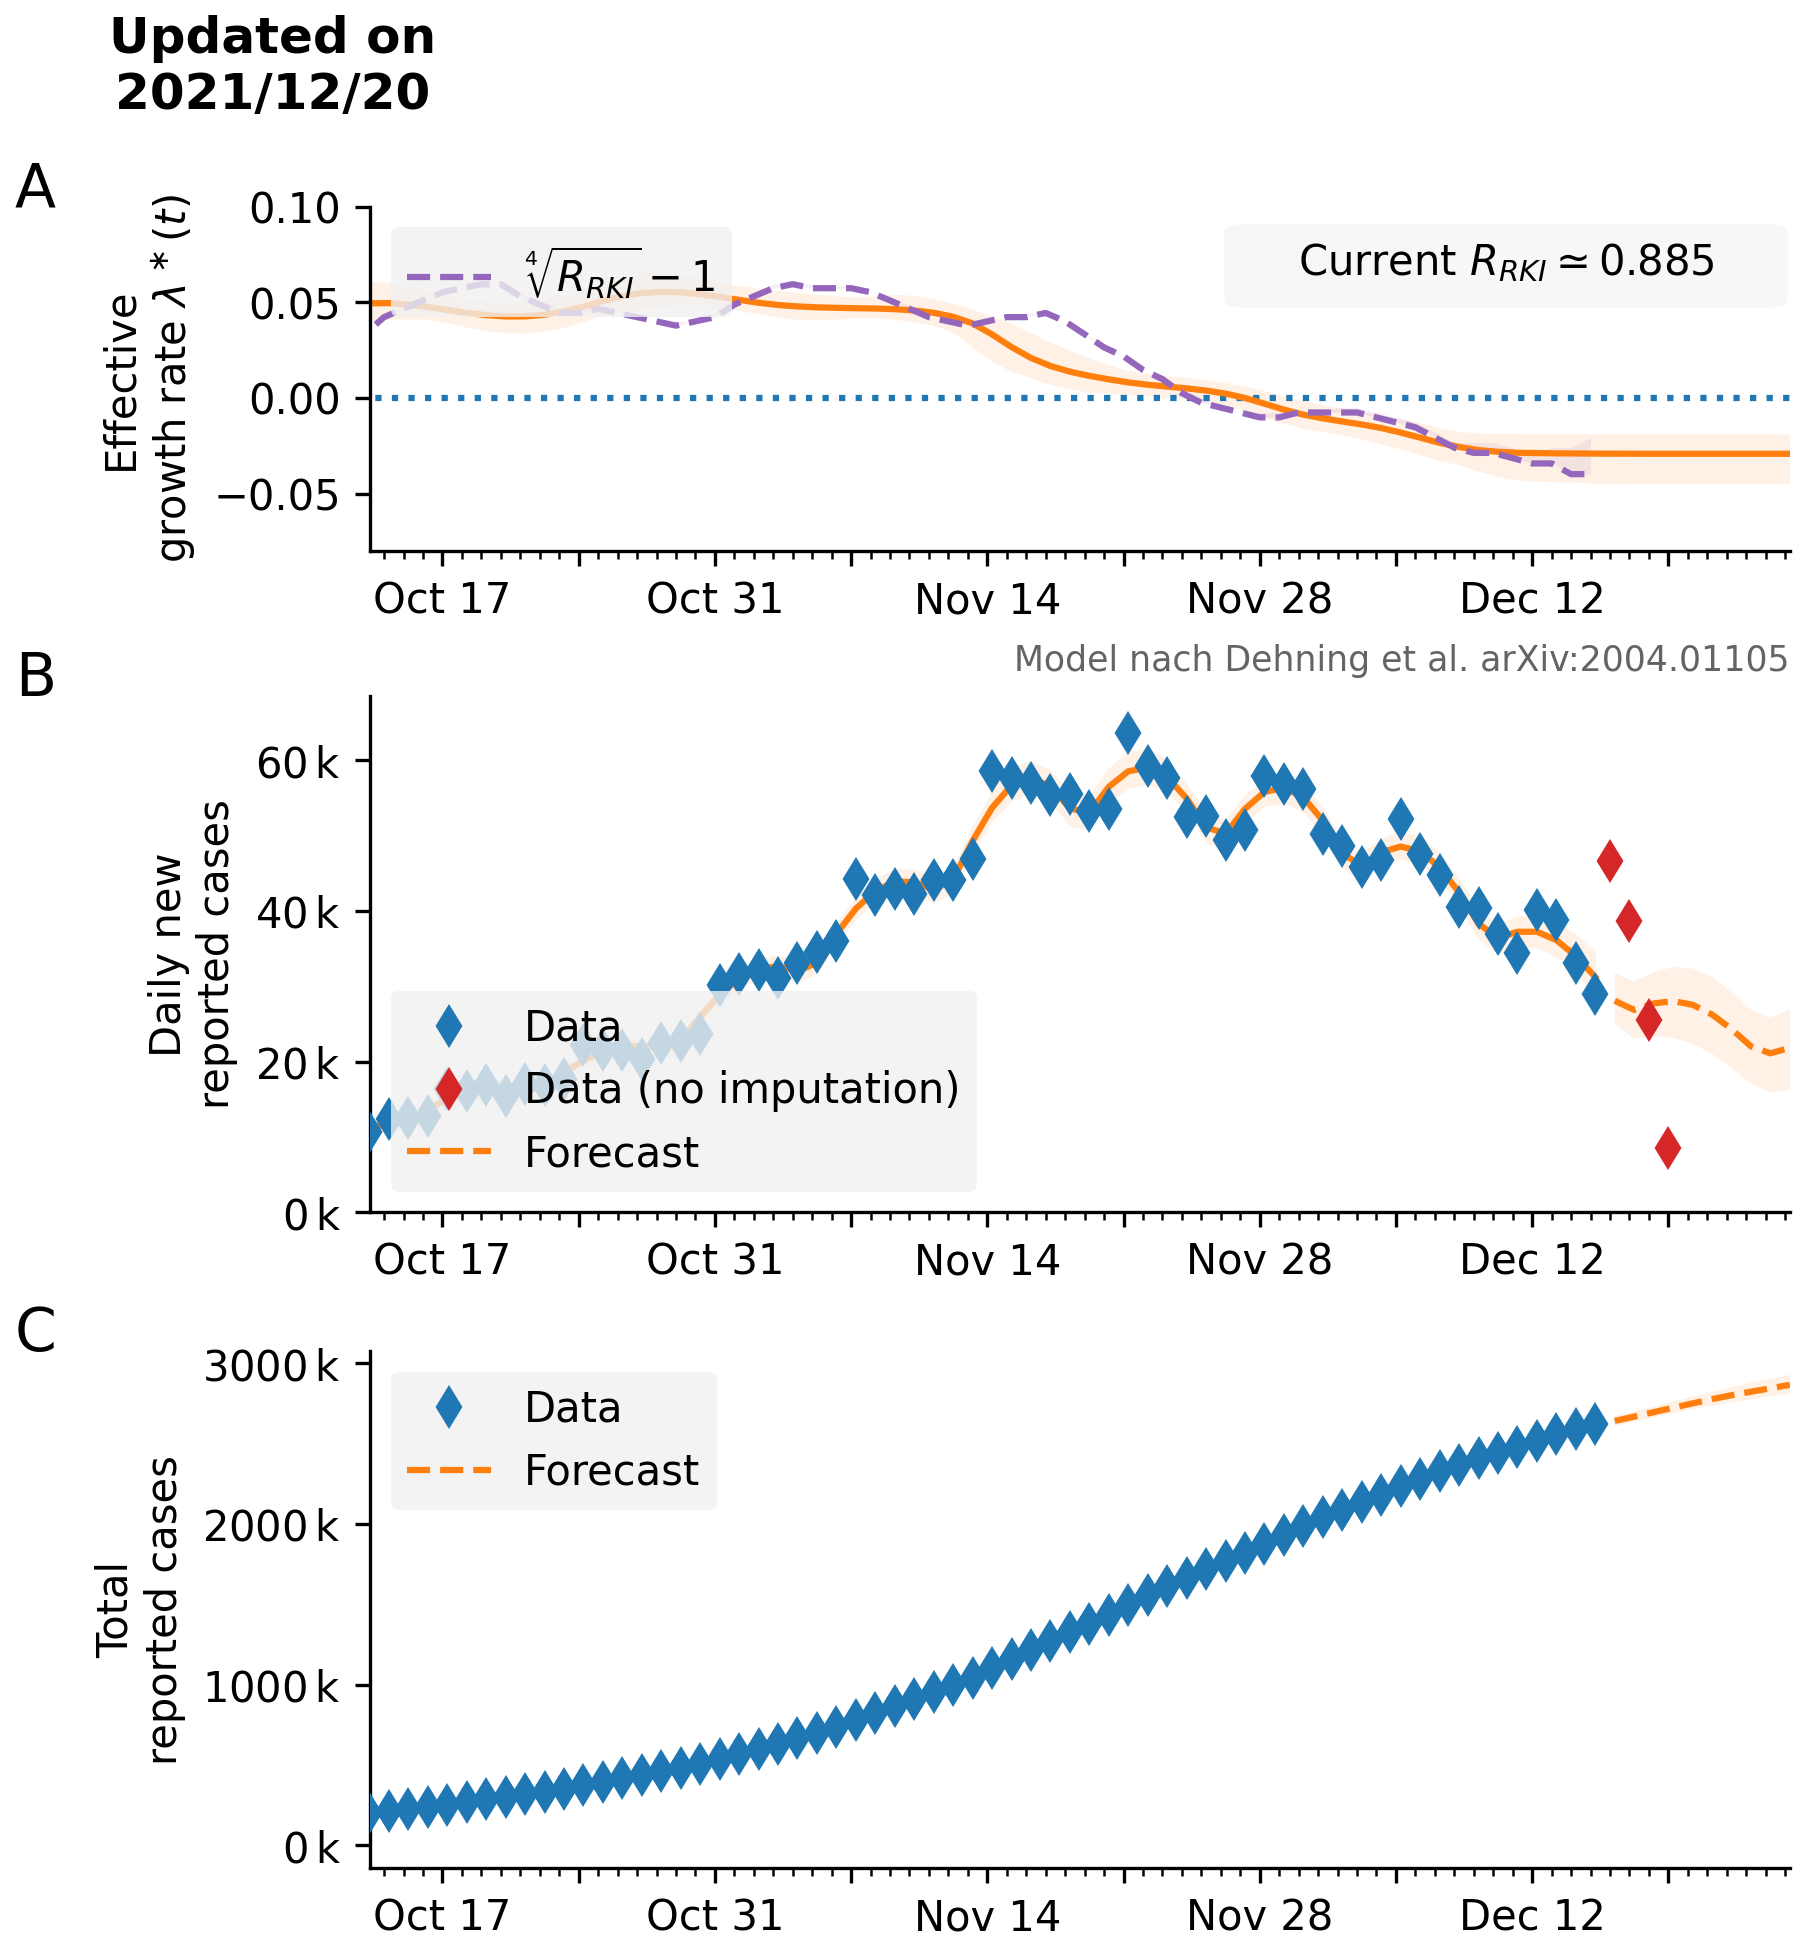 Updated on
2021/12/20
A
Effective
growth rate λ * (t)
0.10
0.05
0.00
−0.05
∜R_RKI − 1
Current R_RKI ≃ 0.885
Oct 17
Oct 31
Nov 14
Nov 28
Dec 12
Model nach Dehning et al. arXiv:2004.01105
B
Daily new
reported cases
60 k
40 k
20 k
0 k
Data
Data (no imputation)
Forecast
Oct 17
Oct 31
Nov 14
Nov 28
Dec 12
C
Total
reported cases
3000 k
2000 k
1000 k
0 k
Data
Forecast
Oct 17
Oct 31
Nov 14
Nov 28
Dec 12